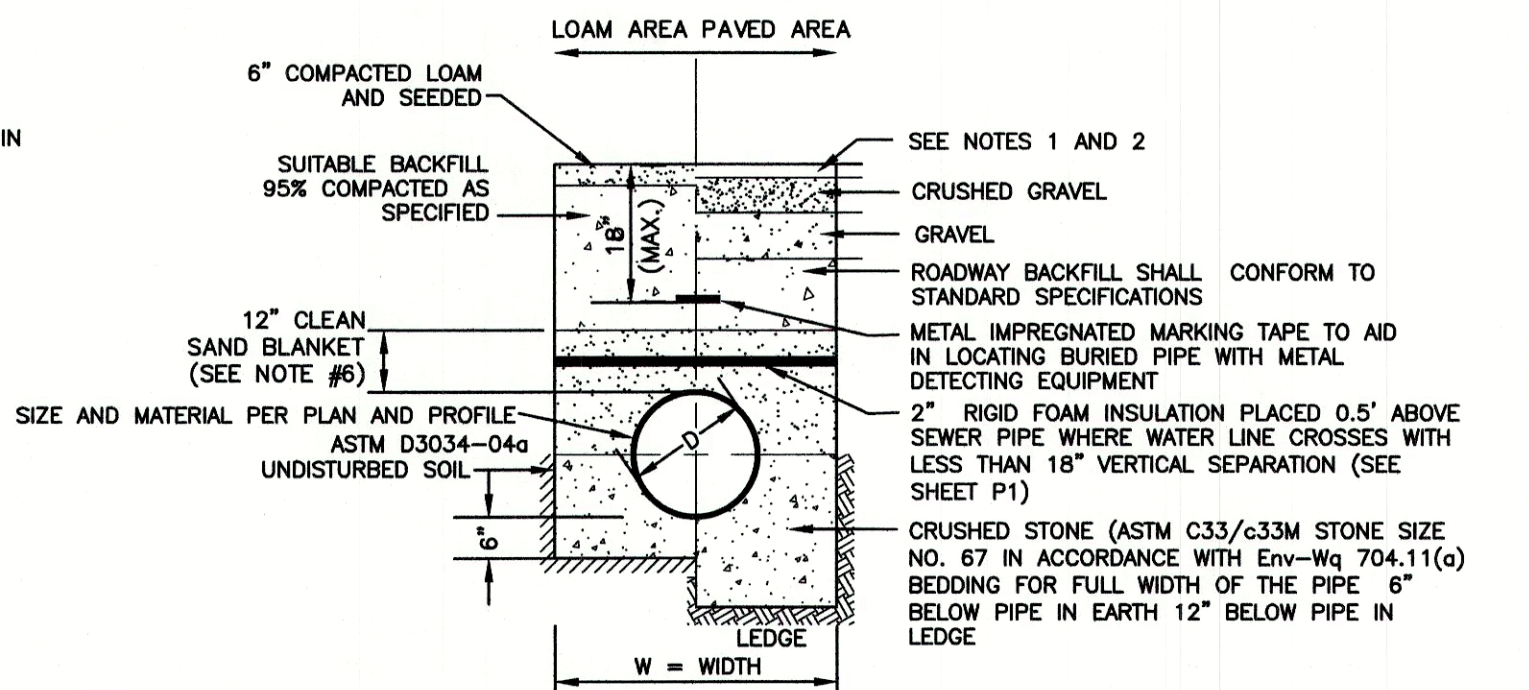 LOAM AREA PAVED AREA
6" COMPACTED LOAM
AND SEEDED
IN
SUITABLE BACKFILL
95% COMPACTED AS
SPECIFIED
18"
(MAX.)
12" CLEAN
SAND BLANKET
(SEE NOTE #6)
SIZE AND MATERIAL PER PLAN AND PROFILE
ASTM D3034-04a
UNDISTURBED SOIL
6"
D
SEE NOTES 1 AND 2
CRUSHED GRAVEL
GRAVEL
ROADWAY BACKFILL SHALL CONFORM TO
STANDARD SPECIFICATIONS
METAL IMPREGNATED MARKING TAPE TO AID
IN LOCATING BURIED PIPE WITH METAL
DETECTING EQUIPMENT
2" RIGID FOAM INSULATION PLACED 0.5' ABOVE
SEWER PIPE WHERE WATER LINE CROSSES WITH
LESS THAN 18" VERTICAL SEPARATION (SEE
SHEET P1)
CRUSHED STONE (ASTM C33/c33M STONE SIZE
NO. 67 IN ACCORDANCE WITH Env-Wq 704.11(a)
BEDDING FOR FULL WIDTH OF THE PIPE 6"
BELOW PIPE IN EARTH 12" BELOW PIPE IN
LEDGE
LEDGE
W = WIDTH